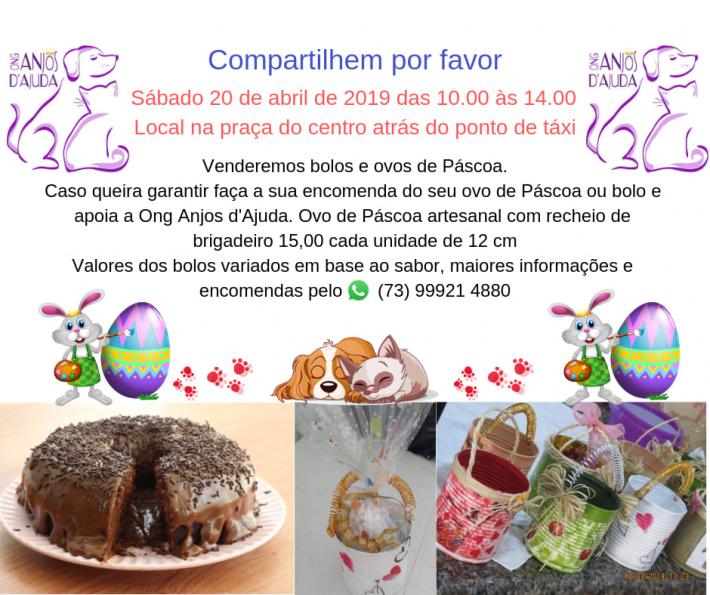 ONG ANJOS D'AJUDA
ONG ANJOS D'AJUDA
Compartilhem por favor
Sábado 20 de abril de 2019 das 10.00 às 14.00
Local na praça do centro atrás do ponto de táxi
Venderemos bolos e ovos de Páscoa.
Caso queira garantir faça a sua encomenda do seu ovo de Páscoa ou bolo e
apoia a Ong Anjos d'Ajuda. Ovo de Páscoa artesanal com recheio de
brigadeiro 15,00 cada unidade de 12 cm
Valores dos bolos variados em base ao sabor, maiores informações e
encomendas pelo (73) 99921 4880